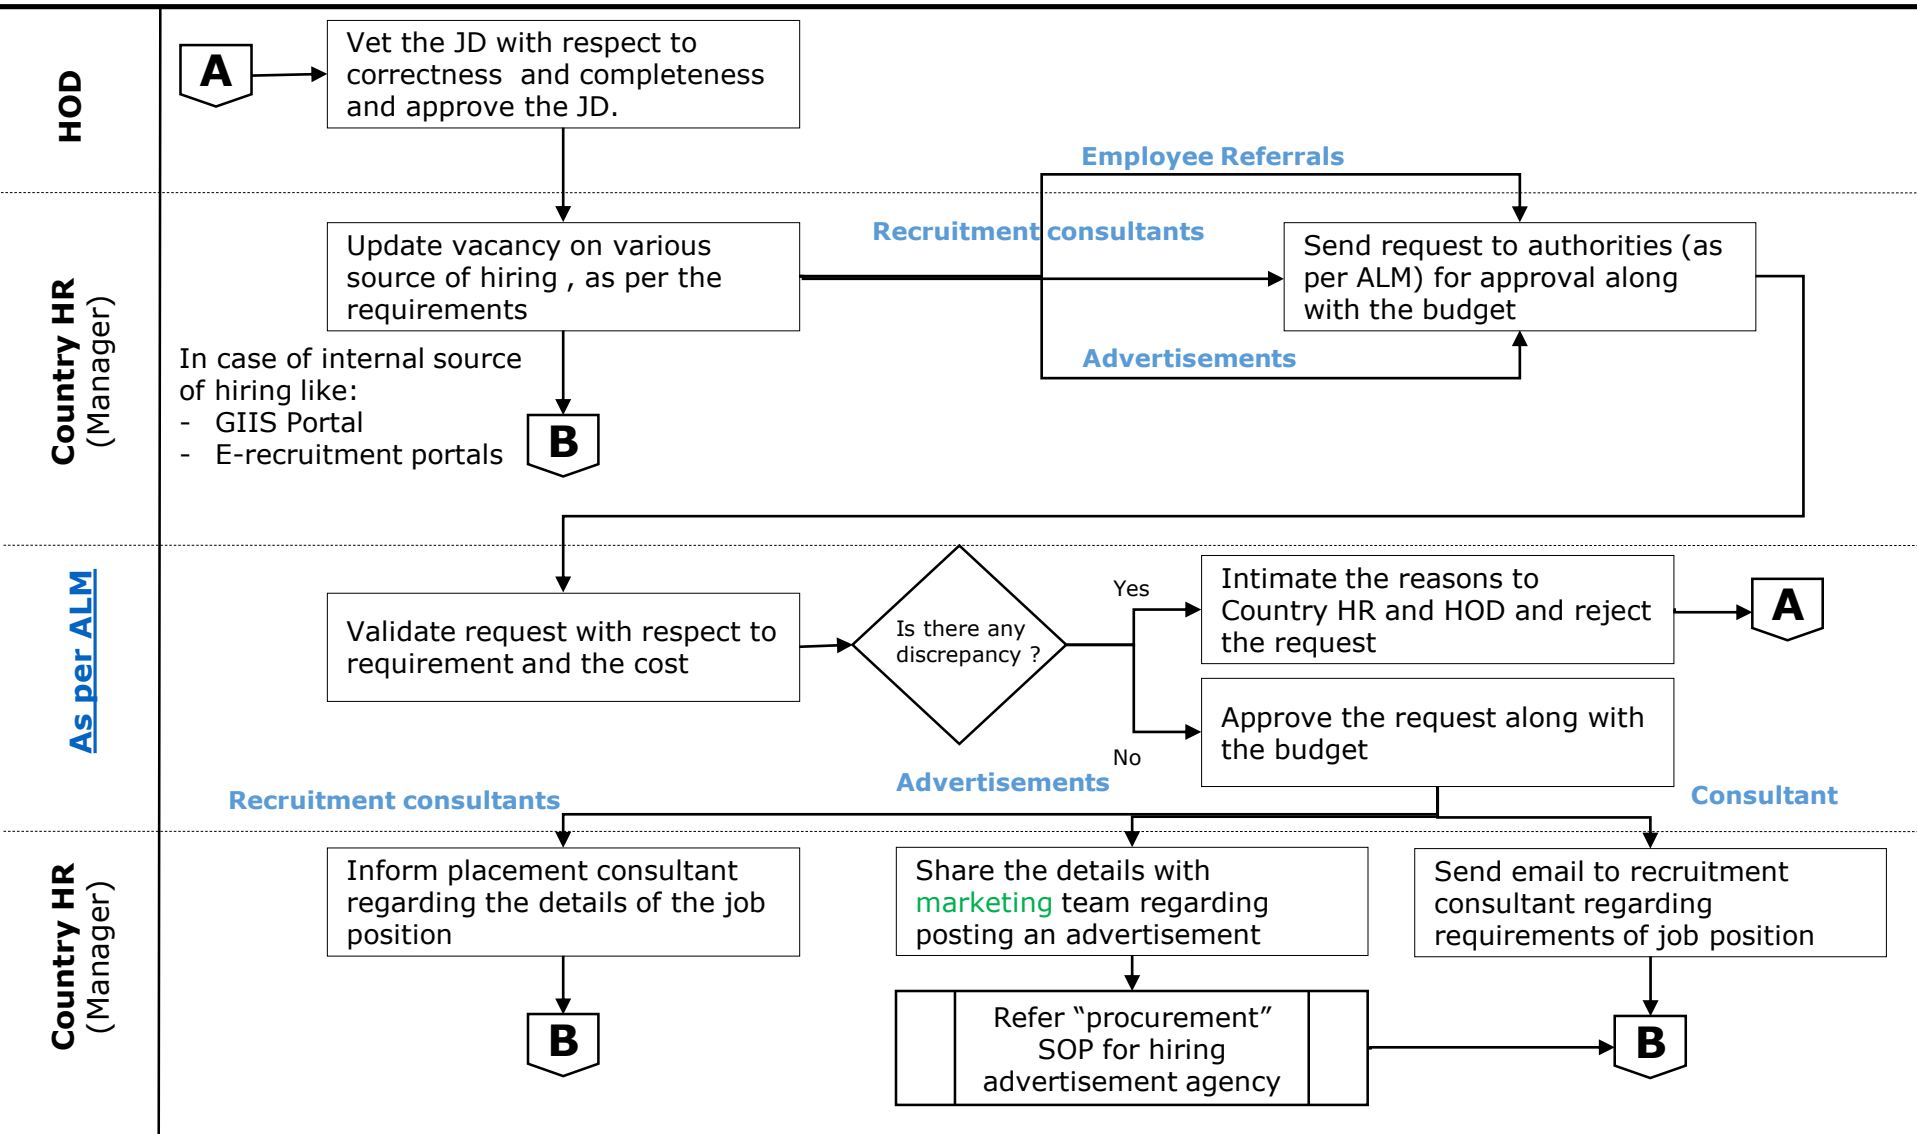 HOD
A
Vet the JD with respect to
correctness  and completeness
and approve the JD.
Employee Referrals
Country HR
(Manager)
Update vacancy on various
source of hiring , as per the
requirements
Recruitment consultants
Send request to authorities (as
per ALM) for approval along
with the budget
Advertisements
In case of internal source
of hiring like:
- GIIS Portal
- E-recruitment portals
B
As per ALM
Validate request with respect to
requirement and the cost
Is there any
discrepancy ?
Yes
Intimate the reasons to
Country HR and HOD and reject
the request
A
No
Approve the request along with
the budget
Recruitment consultants
Advertisements
Consultant
Country HR
(Manager)
Inform placement consultant
regarding the details of the job
position
Share the details with
marketing team regarding
posting an advertisement
Send email to recruitment
consultant regarding
requirements of job position
B
Refer “procurement”
SOP for hiring
advertisement agency
B